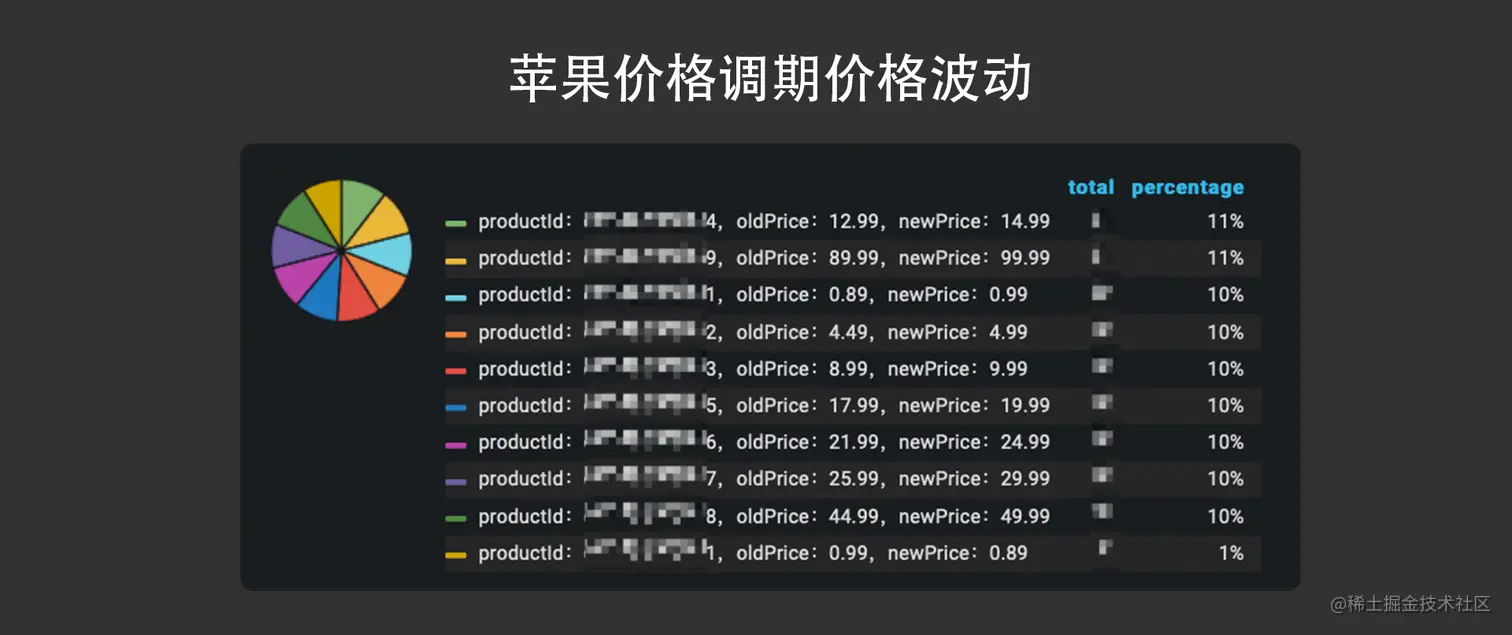 苹果价格调期价格波动
total percentage
productId: 4, oldPrice: 12.99, newPrice: 14.99 11%
productId: 9, oldPrice: 89.99, newPrice: 99.99 11%
productId: 1, oldPrice: 0.89, newPrice: 0.99 10%
productId: 2, oldPrice: 4.49, newPrice: 4.99 10%
productId: 3, oldPrice: 8.99, newPrice: 9.99 10%
productId: 5, oldPrice: 17.99, newPrice: 19.99 10%
productId: 6, oldPrice: 21.99, newPrice: 24.99 10%
productId: 7, oldPrice: 25.99, newPrice: 29.99 10%
productId: 8, oldPrice: 44.99, newPrice: 49.99 10%
productId: 1, oldPrice: 0.99, newPrice: 0.89 1%
@稀土掘金技术社区